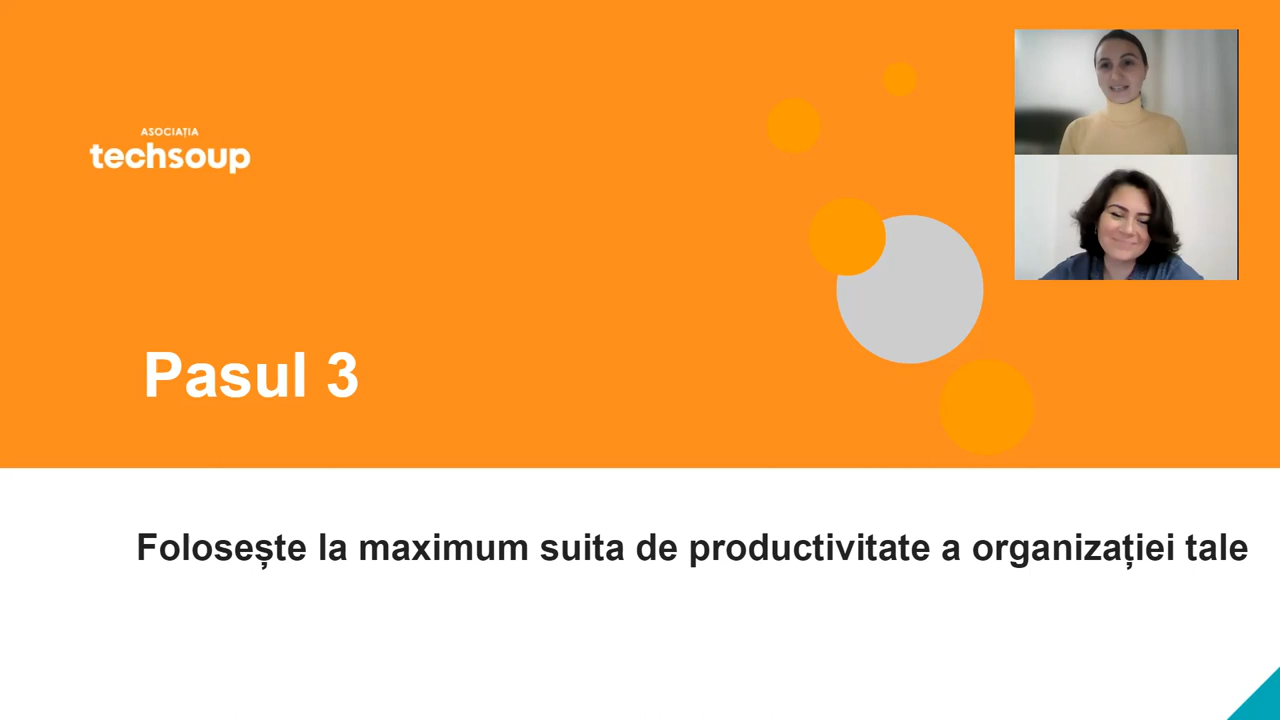 ASOCIAȚIA
techsoup
Pasul 3
Folosește la maximum suita de productivitate a organizației tale